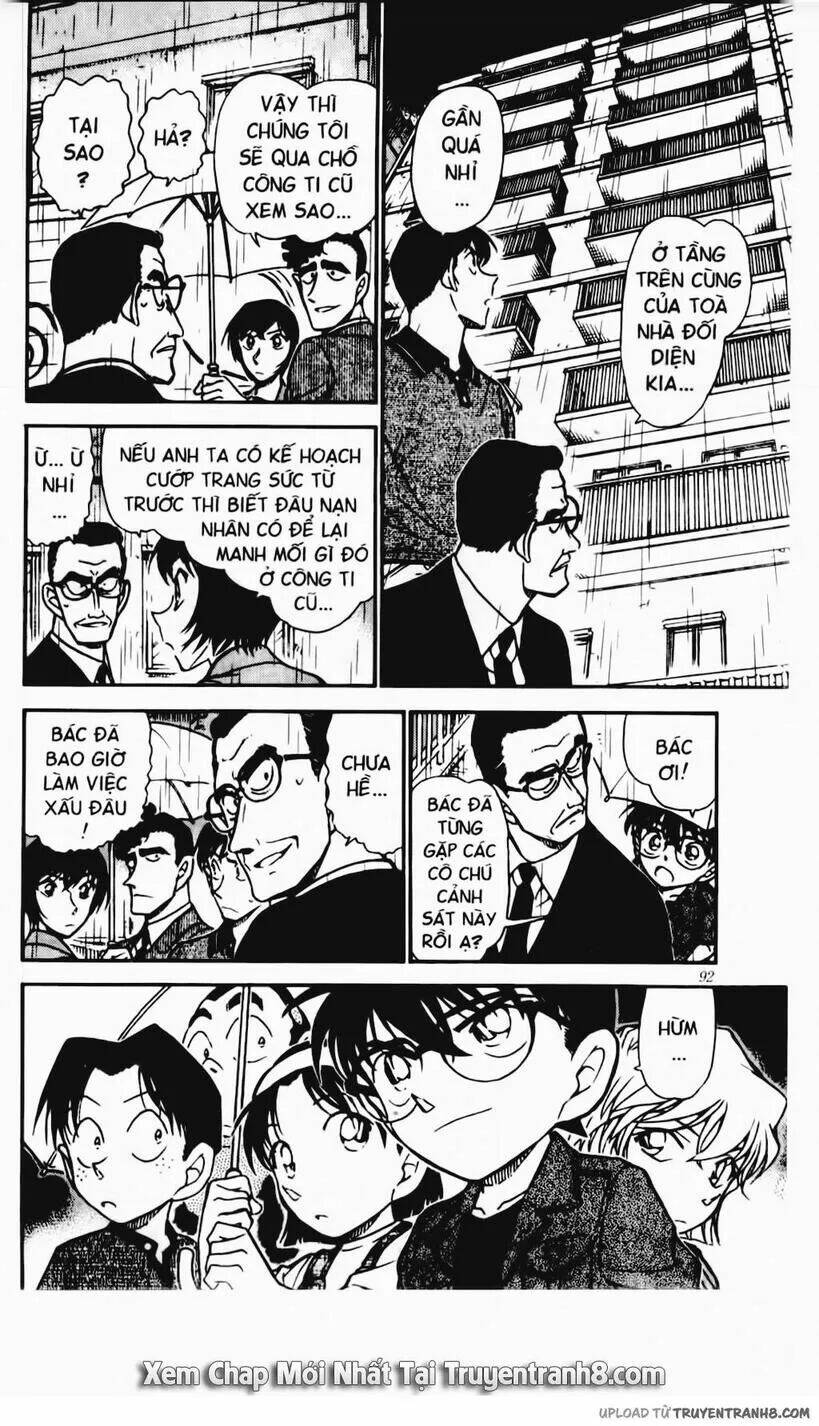 Ở TẦNG
TRÊN CÙNG
CỦA TOÀ
NHÀ ĐỐI
DIỆN
KIA...
GẦN
QUÁ
NHỈ
...
VẬY THÌ
CHÚNG TÔI
SẼ QUA CHỖ
CÔNG TI CŨ
XEM SAO...
HẢ?
TẠI
SAO
?
NẾU ANH TA CÓ KẾ HOẠCH
CƯỚP TRANG SỨC TỪ
TRƯỚC THÌ BIẾT ĐÂU NẠN
NHÂN CÓ ĐỂ LẠI
MANH MỐI GÌ ĐÓ
Ở CÔNG TI
CŨ...
Ừ... Ừ
NHỈ
...
BÁC
ƠI!
BÁC ĐÃ
TỪNG
GẶP CÁC
CÔ CHÚ
CẢNH
SÁT NÀY
RỒI Ạ?
CHƯA
HỀ...
BÁC ĐÃ
BAO GIỜ
LÀM VIỆC
XẤU ĐÂU
!
92
HỪM
...
Xem Chap Mới Nhất Tại Truyentranh8.com
UPLOAD TỪ TRUYENTRANH8.COM